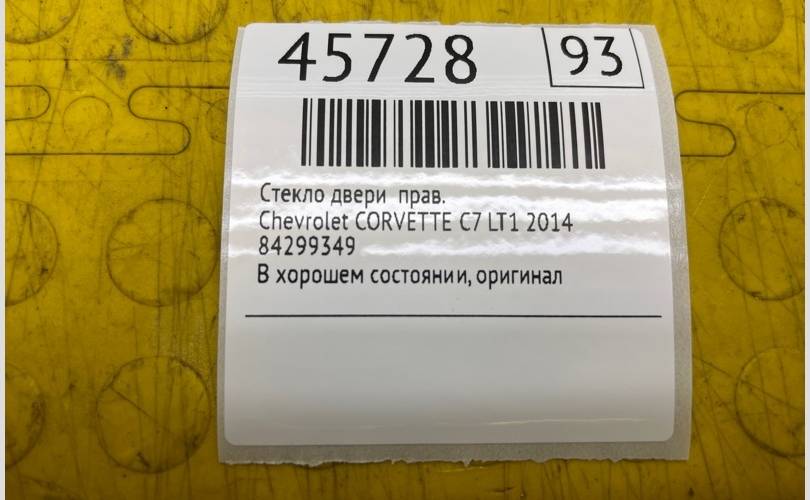 45728
93
Стекло двери прав.
Chevrolet CORVETTE C7 LT1 2014
84299349
В хорошем состоянии, оригинал